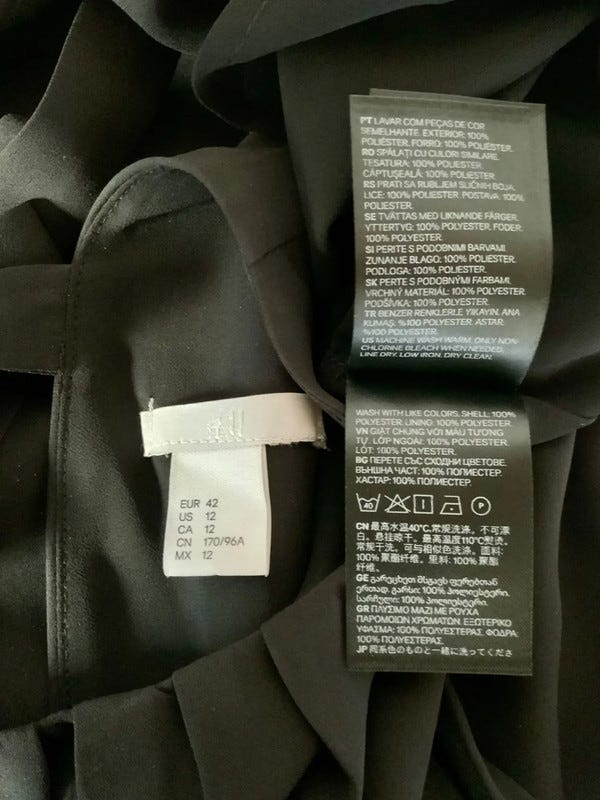 PT LAVAR COM PEÇAS DE COR
SEMELHANTE. EXTERIOR: 100%
POLIÉSTER. FORRO: 100% POLIÉSTER.
RO SPĂLAȚI CU CULORI SIMILARE.
ȚESĂTURA: 100% POLIESTER.
CĂPTUȘEALĂ: 100% POLIESTER.
RS PRATI SA RUBLJEM SLIČNIH BOJA.
LICE: 100% POLIESTER. POSTAVA: 100%
POLIESTER.
SE TVÄTTAS MED LIKNANDE FÄRGER.
YTTERTYG: 100% POLYESTER. FODER:
100% POLYESTER.
SI PERITE S PODOBNIMI BARVAMI.
ZUNANJE BLAGO: 100% POLIESTER.
PODLOGA: 100% POLIESTER.
SK PERTE S PODOBNÝMI FARBAMI.
VRCHNÝ MATERIÁL: 100% POLYESTER.
PODŠÍVKA: 100% POLYESTER.
TR BENZER RENKLERLE YIKAYIN. ANA
KUMAŞ: %100 POLYESTER. ASTAR:
%100 POLYESTER.
US MACHINE WASH WARM, ONLY NON-
CHLORINE BLEACH WHEN NEEDED,
LINE DRY, LOW IRON, DRY CLEAN,
WASH WITH LIKE COLORS. SHELL: 100%
POLYESTER. LINING: 100% POLYESTER.
VN GIẶT CHUNG VỚI MÀU TƯƠNG
TỰ. LỚP NGOÀI: 100% POLYESTER.
LÓT: 100% POLYESTER.
BG ПЕРЕТЕ СЪС СХОДНИ ЦВЕТОВЕ.
ВЪНШНА ЧАСТ: 100% ПОЛИЕСТЕР.
ХАСТАР: 100% ПОЛИЕСТЕР.
40 P
CN 最高水温40℃,常规洗涤，不可漂
白。悬挂晾干。最高温度110℃熨烫。
常规干洗。可与相似色洗涤 面料:
100% 聚酯纤维。里料: 100% 聚酯
纤维。
GE გარეცხეთ მსგავს ფერებთან
ერთად. გარსი: 100% პოლიესტერი.
სარჩული: 100% პოლიესტერი.
GR ΠΛΥΣΙΜΟ ΜΑΖΙ ΜΕ ΡΟΥΧΑ
ΠΑΡΟΜΟΙΩΝ ΧΡΩΜΑΤΩΝ. ΕΞΩΤΕΡΙΚΟ
ΥΦΑΣΜΑ: 100% ΠΟΛΥΕΣΤΕΡΑΣ. ΦΟΔΡΑ:
100% ΠΟΛΥΕΣΤΕΡΑΣ.
JP 同系色のものと一緒に洗ってくださ
EUR 42
US 12
CA 12
CN 170/96A
MX 12